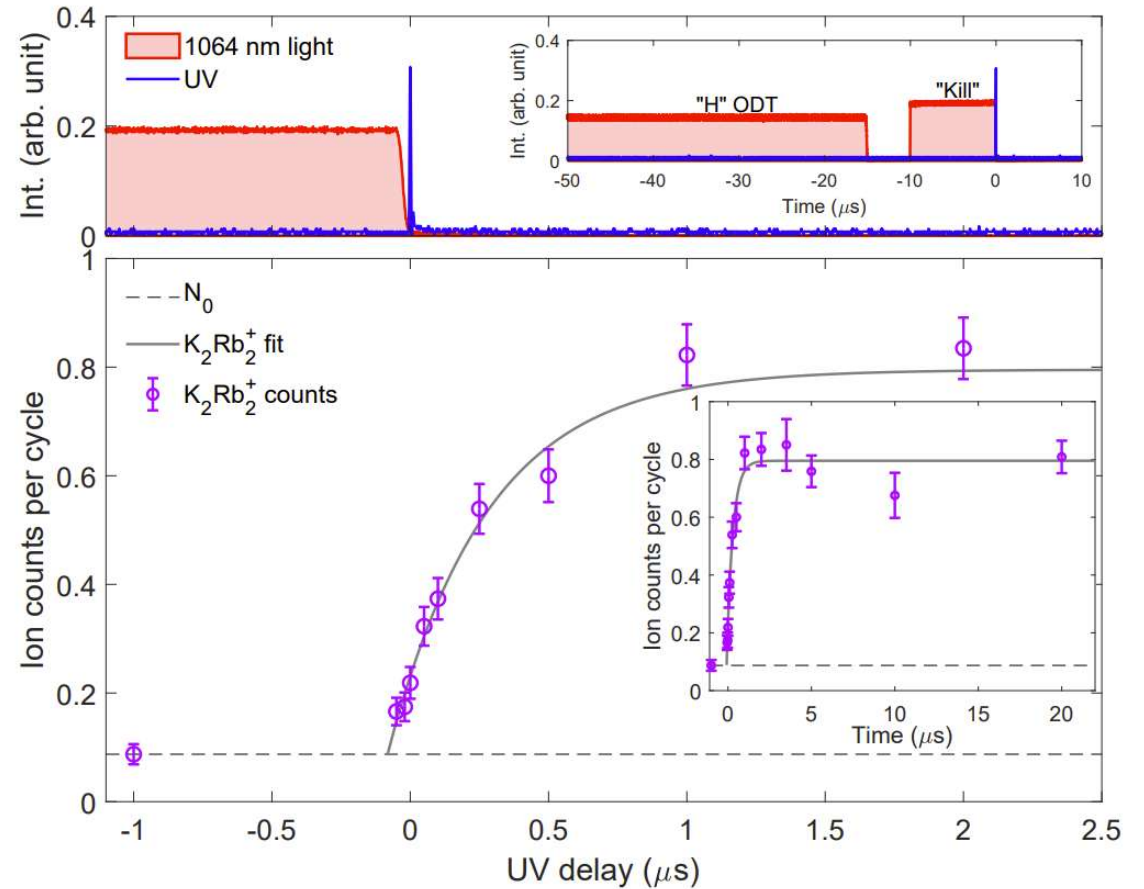 0.4
0.2
0
Int. (arb. unit)
1064 nm light
UV
0.4
0.2
0
Int. (arb. unit)
"H" ODT
"Kill"
-50 -40 -30 -20 -10 0 10
Time (μs)
1
0.8
0.6
0.4
0.2
0
Ion counts per cycle
N₀
K₂Rb₂⁺ fit
K₂Rb₂⁺ counts
1
0.8
0.6
0.4
0.2
0
Ion counts per cycle
0 5 10 15 20
Time (μs)
-1 -0.5 0 0.5 1 1.5 2 2.5
UV delay (μs)